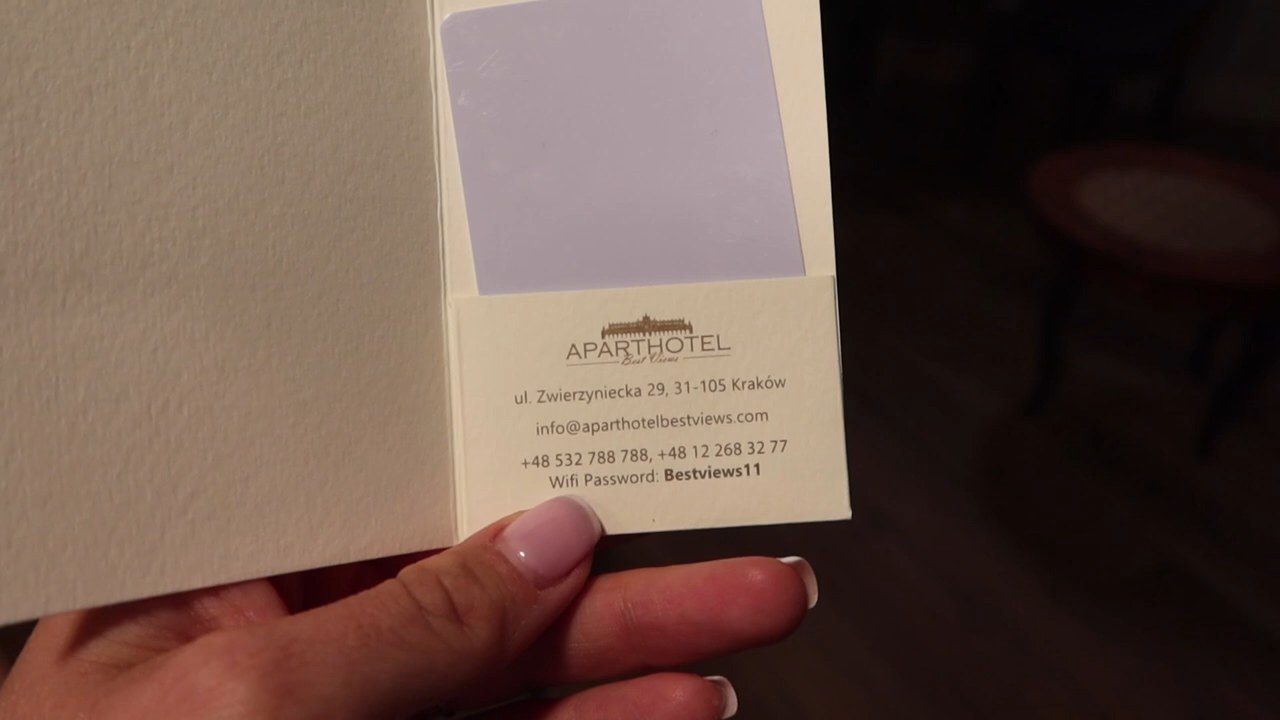 APARTHOTEL
Best Views
ul. Zwierzyniecka 29, 31-105 Kraków
info@aparthotelbestviews.com
+48 532 788 788, +48 12 268 32 77
Wifi Password: Bestviews11